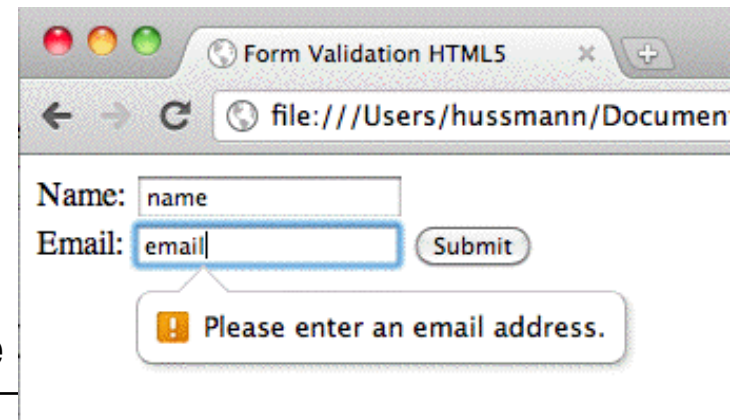 Form Validation HTML5
file:///Users/hussmann/Documen
Name: name
Email: email Submit
Please enter an email address.
e